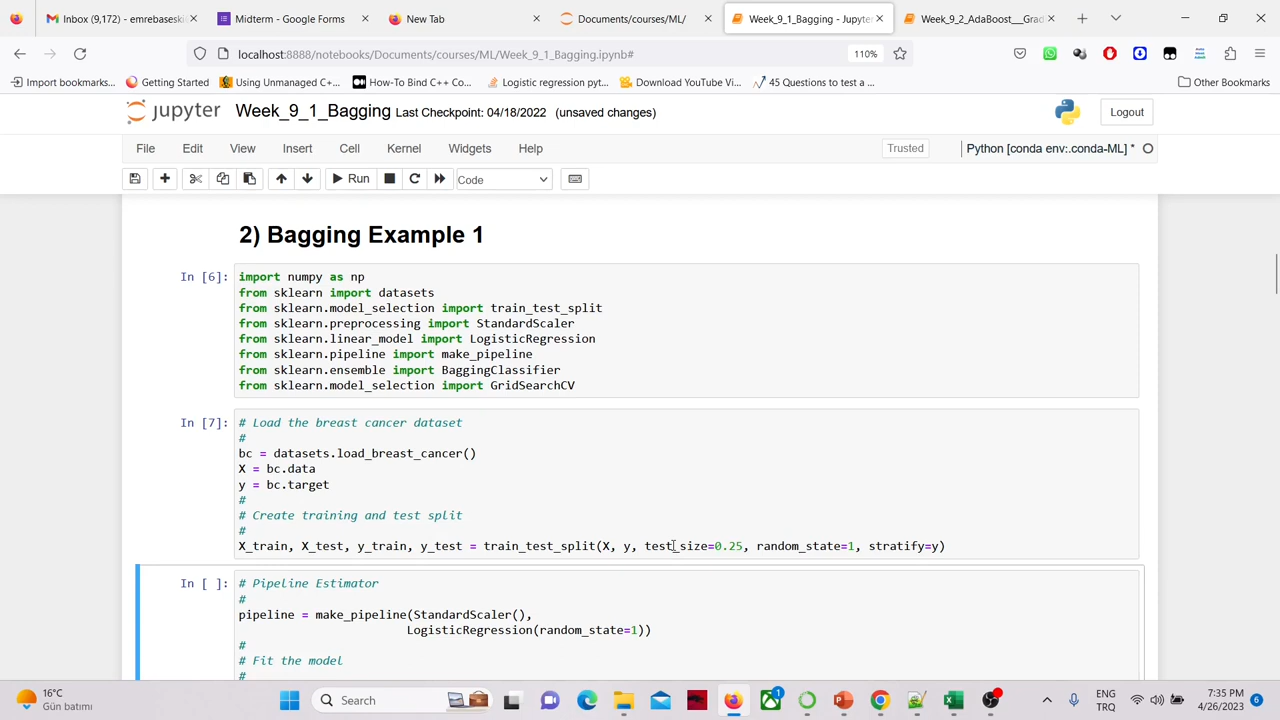 Inbox (9,172) - emrebaseski
Midterm - Google Forms
New Tab
Documents/courses/ML/
Week_9_1_Bagging - Jupyter
Week_9_2_AdaBoost__Grad
localhost:8888/notebooks/Documents/courses/ML/Week_9_1_Bagging.ipynb#
110%
Import bookmarks...
Getting Started
Using Unmanaged C+...
How-To Bind C++ Co...
Logistic regression pyt...
Download YouTube Vi...
45 Questions to test a ...
Other Bookmarks
jupyter
Week_9_1_Bagging
Last Checkpoint: 04/18/2022
(unsaved changes)
Logout
File
Edit
View
Insert
Cell
Kernel
Widgets
Help
Trusted
Python [conda env:.conda-ML] *
Run
Code
2) Bagging Example 1
In [6]:
import numpy as np
from sklearn import datasets
from sklearn.model_selection import train_test_split
from sklearn.preprocessing import StandardScaler
from sklearn.linear_model import LogisticRegression
from sklearn.pipeline import make_pipeline
from sklearn.ensemble import BaggingClassifier
from sklearn.model_selection import GridSearchCV
In [7]:
# Load the breast cancer dataset
#
bc = datasets.load_breast_cancer()
X = bc.data
y = bc.target
#
# Create training and test split
#
X_train, X_test, y_train, y_test = train_test_split(X, y, test_size=0.25, random_state=1, stratify=y)
In [ ]:
# Pipeline Estimator
#
pipeline = make_pipeline(StandardScaler(),
LogisticRegression(random_state=1))
#
# Fit the model
#
16°C
Gün batımı
Search
1
ENG
TRQ
7:35 PM
4/26/2023
6